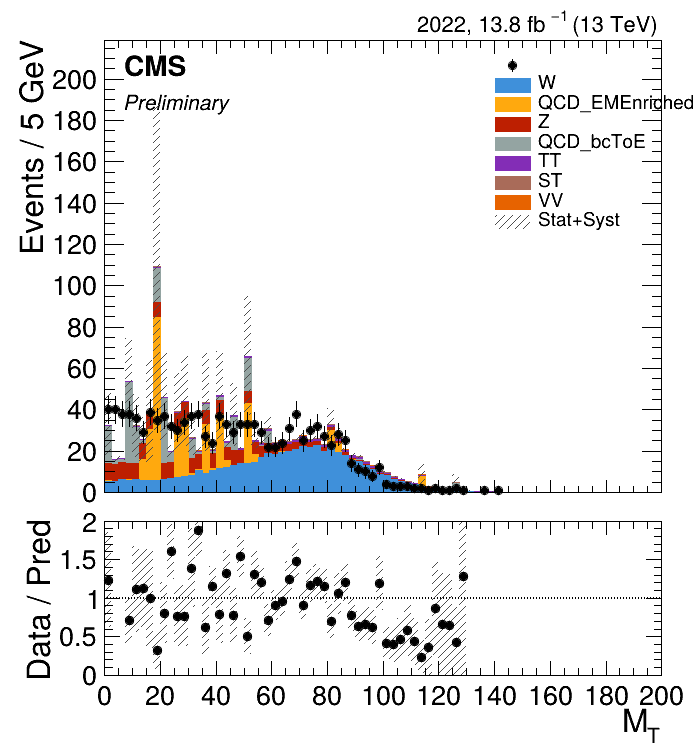 2022, 13.8 fb⁻¹ (13 TeV)
CMS
Preliminary
W
QCD_EMEnriched
Z
QCD_bcToE
TT
ST
VV
Stat+Syst
Events / 5 GeV
200
180
160
140
120
100
80
60
40
20
0
Data / Pred
2
1.5
1
0.5
0
0 20 40 60 80 100 120 140 160 180 200
M_T